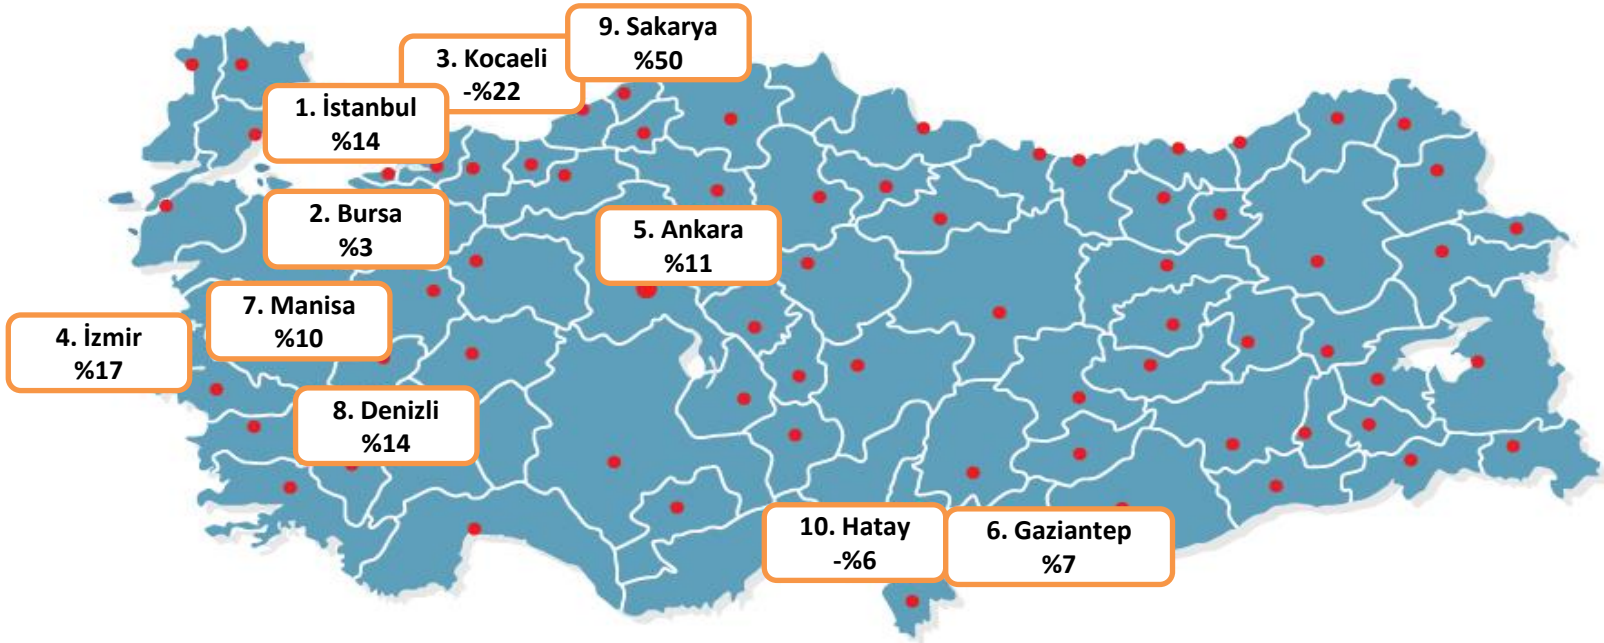 9. Sakarya
%50
3. Kocaeli
-%22
1. İstanbul
%14
2. Bursa
%3
5. Ankara
%11
7. Manisa
%10
4. İzmir
%17
8. Denizli
%14
10. Hatay
-%6
6. Gaziantep
%7